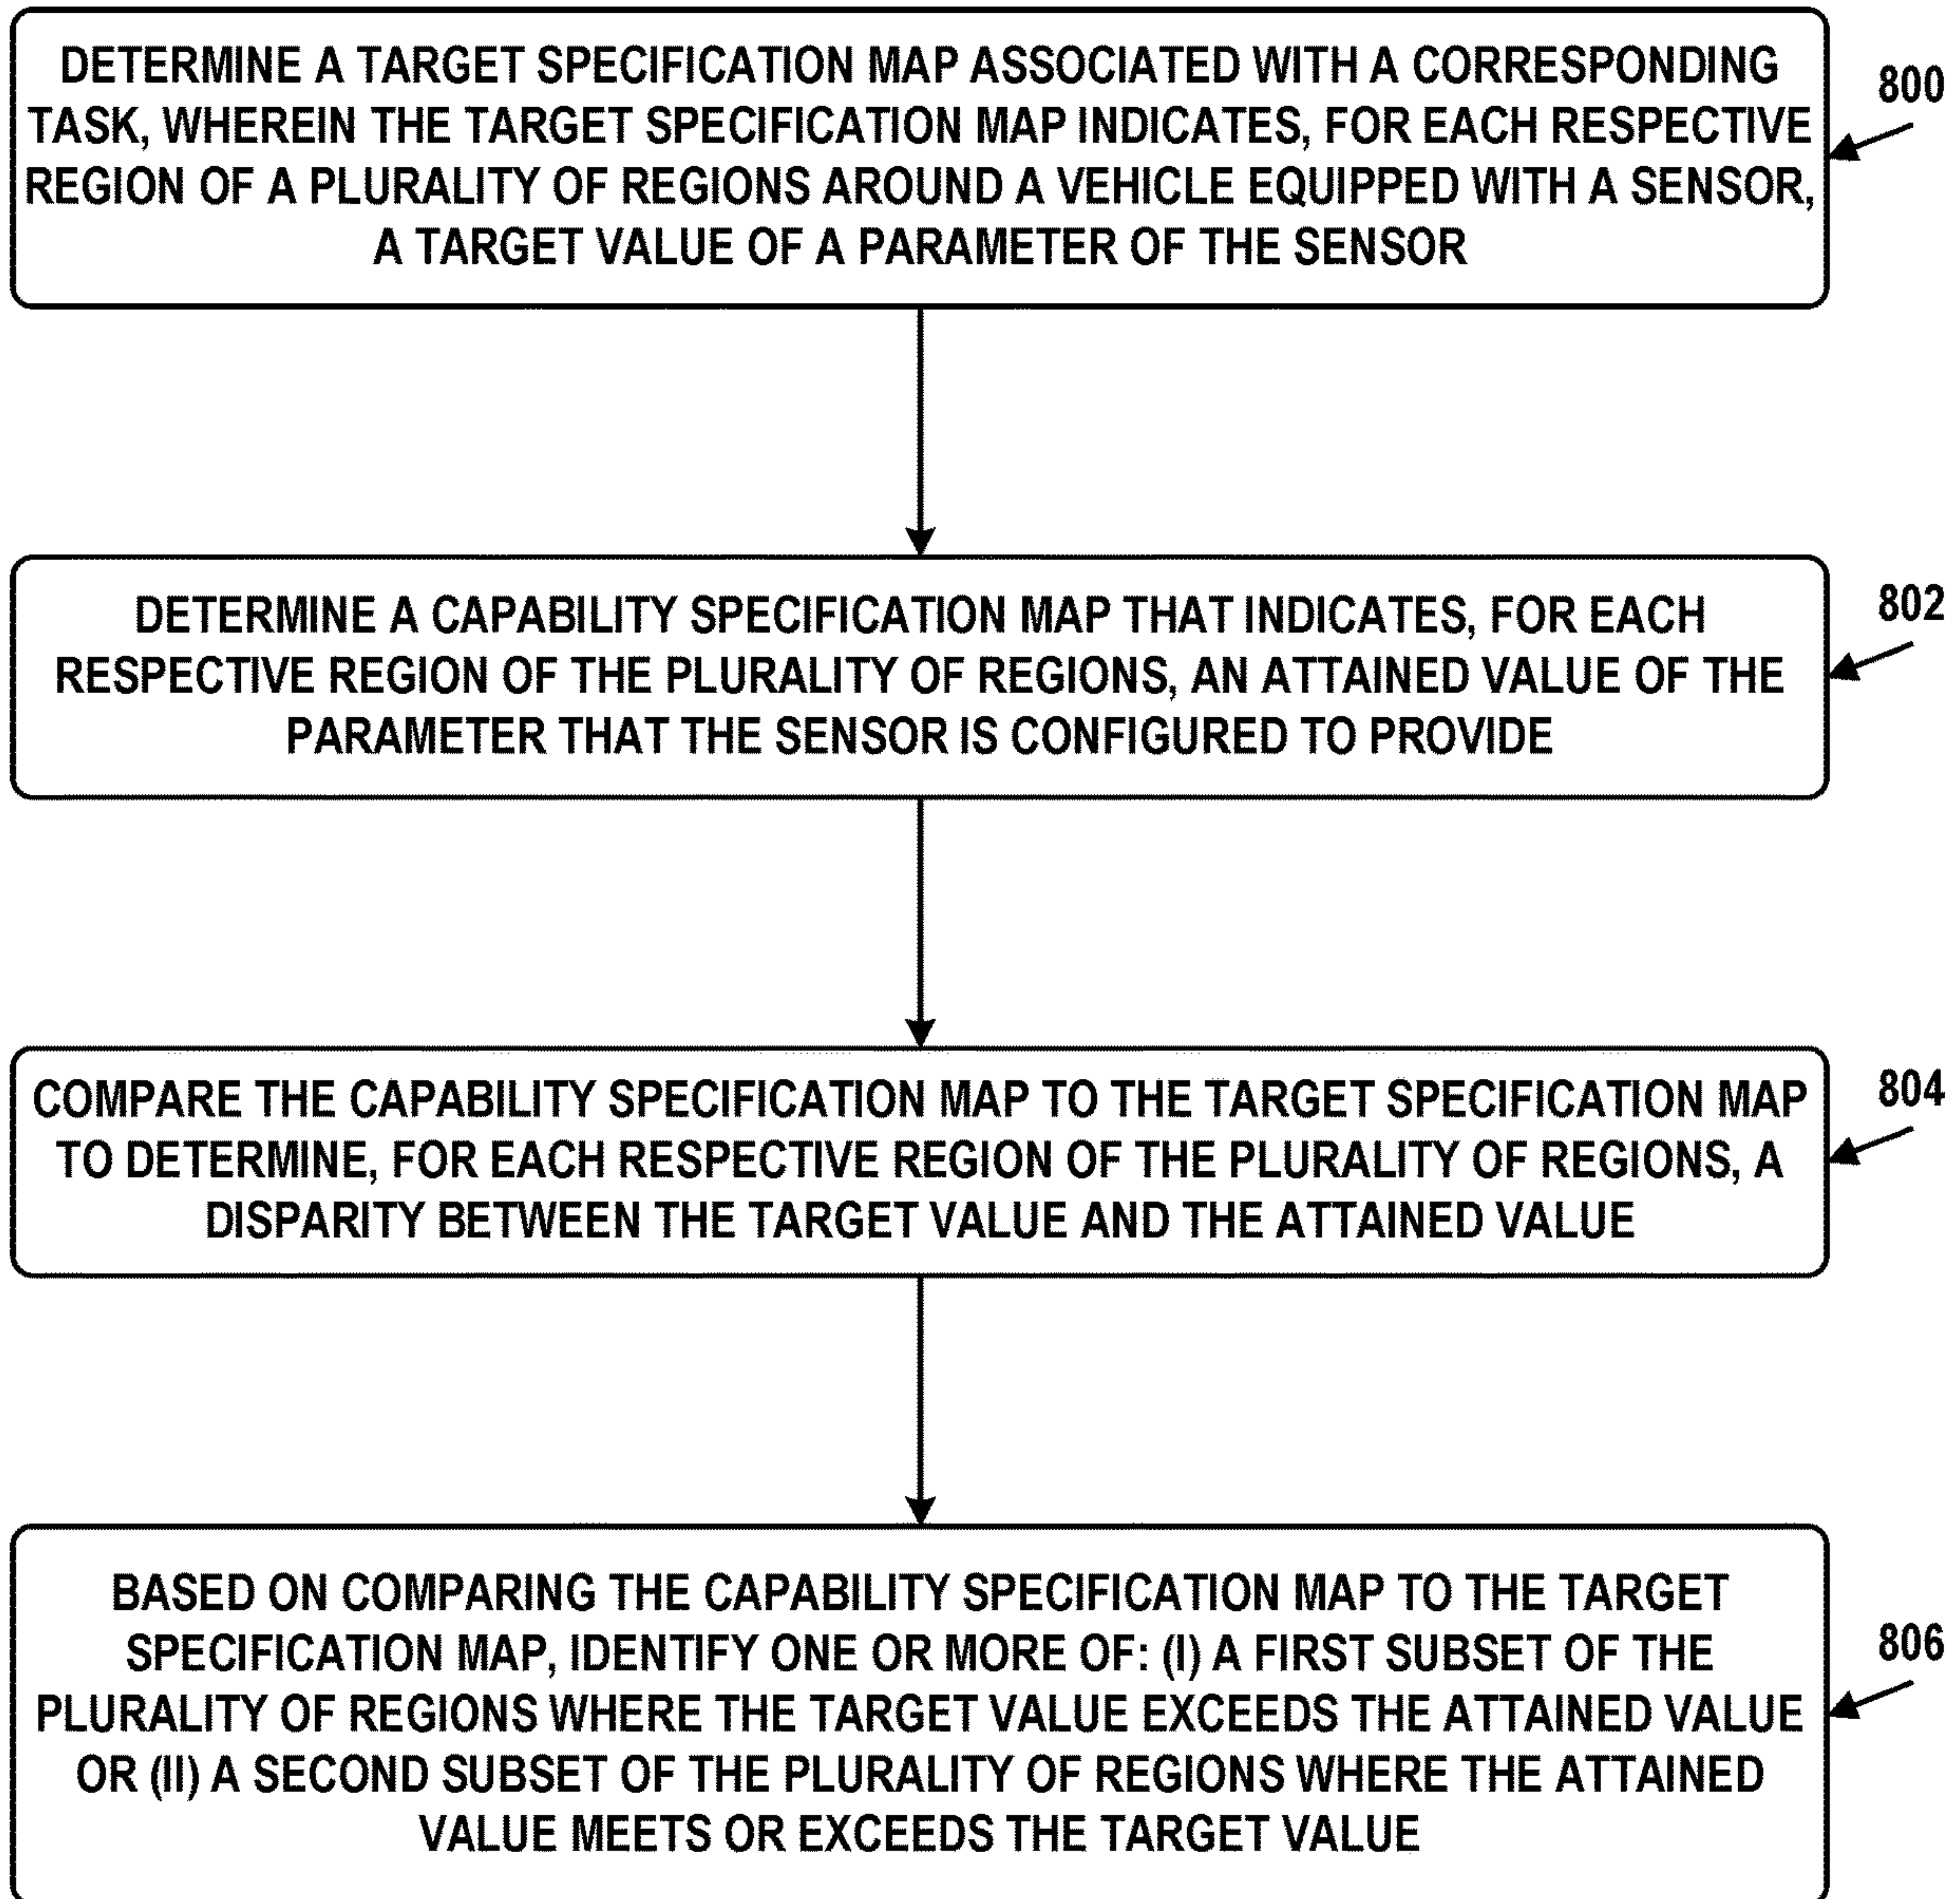 DETERMINE A TARGET SPECIFICATION MAP ASSOCIATED WITH A CORRESPONDING
TASK, WHEREIN THE TARGET SPECIFICATION MAP INDICATES, FOR EACH RESPECTIVE
REGION OF A PLURALITY OF REGIONS AROUND A VEHICLE EQUIPPED WITH A SENSOR,
A TARGET VALUE OF A PARAMETER OF THE SENSOR
800
DETERMINE A CAPABILITY SPECIFICATION MAP THAT INDICATES, FOR EACH
RESPECTIVE REGION OF THE PLURALITY OF REGIONS, AN ATTAINED VALUE OF THE
PARAMETER THAT THE SENSOR IS CONFIGURED TO PROVIDE
802
COMPARE THE CAPABILITY SPECIFICATION MAP TO THE TARGET SPECIFICATION MAP
TO DETERMINE, FOR EACH RESPECTIVE REGION OF THE PLURALITY OF REGIONS, A
DISPARITY BETWEEN THE TARGET VALUE AND THE ATTAINED VALUE
804
BASED ON COMPARING THE CAPABILITY SPECIFICATION MAP TO THE TARGET
SPECIFICATION MAP, IDENTIFY ONE OR MORE OF: (I) A FIRST SUBSET OF THE
PLURALITY OF REGIONS WHERE THE TARGET VALUE EXCEEDS THE ATTAINED VALUE
OR (II) A SECOND SUBSET OF THE PLURALITY OF REGIONS WHERE THE ATTAINED
VALUE MEETS OR EXCEEDS THE TARGET VALUE
806